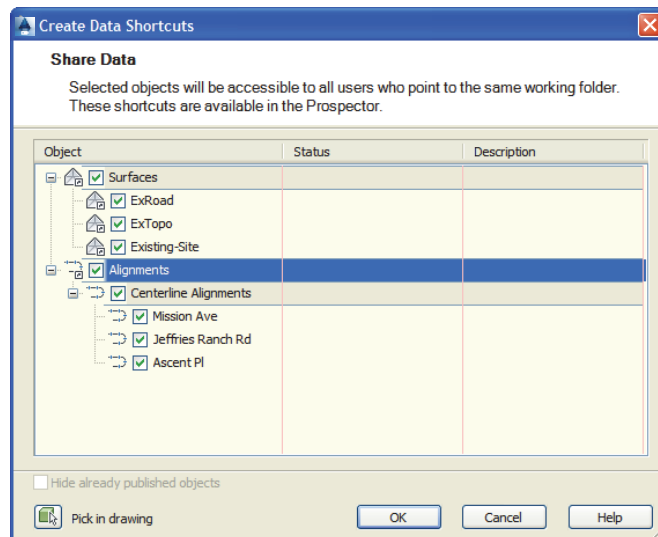 Create Data Shortcuts
Share Data
Selected objects will be accessible to all users who point to the same working folder.
These shortcuts are available in the Prospector.
Object Status Description
Surfaces
ExRoad
ExTopo
Existing-Site
Alignments
Centerline Alignments
Mission Ave
Jeffries Ranch Rd
Ascent Pl
Hide already published objects
Pick in drawing OK Cancel Help